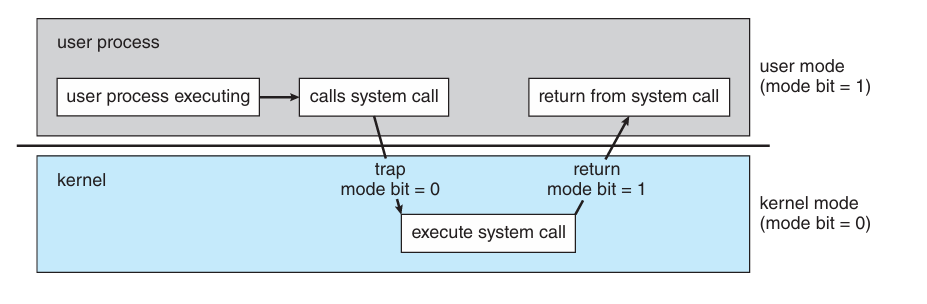 user process
user process executing
calls system call
return from system call
user mode
(mode bit = 1)
kernel
trap
mode bit = 0
return
mode bit = 1
execute system call
kernel mode
(mode bit = 0)